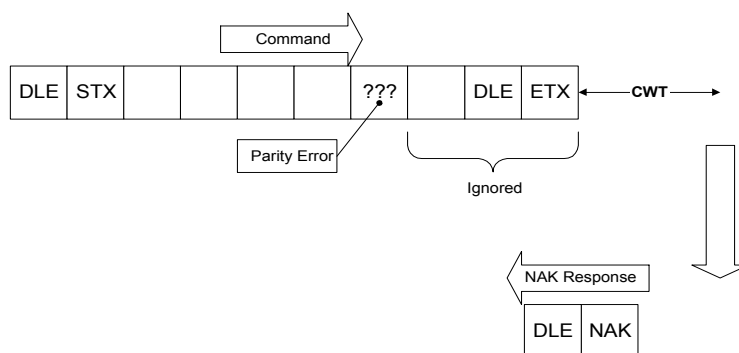 Command
DLE STX ??? DLE ETX CWT
Parity Error
Ignored
NAK Response
DLE NAK